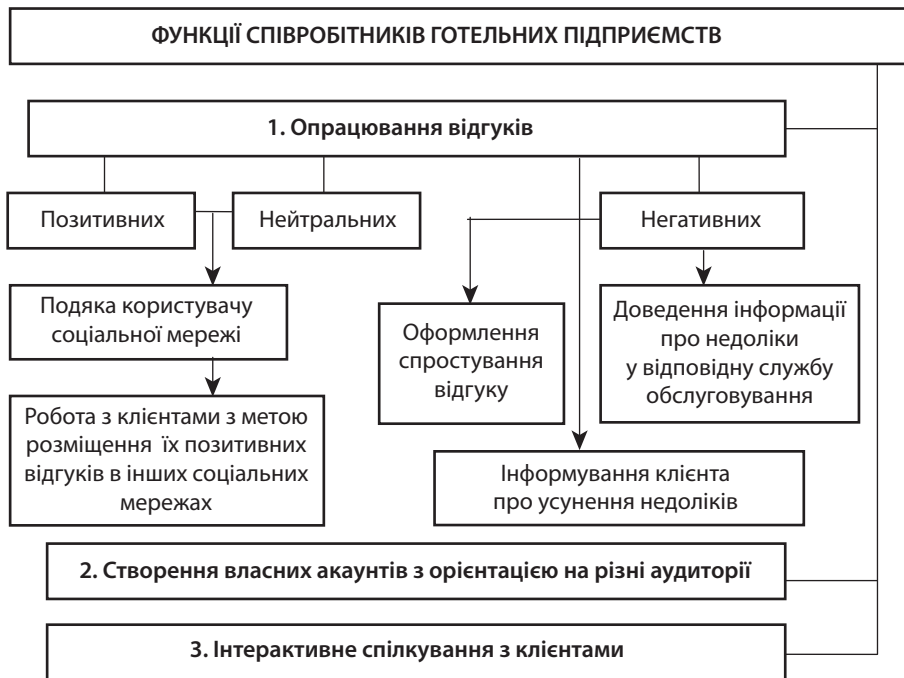 ФУНКЦІЇ СПІВРОБІТНИКІВ ГОТЕЛЬНИХ ПІДПРИЄМСТВ
1. Опрацювання відгуків
Позитивних
Нейтральних
Негативних
Подяка користувачу
соціальної мережі
Оформлення
спростування
відгуку
Доведення інформації
про недоліки
у відповідну службу
обслуговування
Робота з клієнтами з метою
розміщення їх позитивних
відгуків в інших соціальних
мережах
Інформування клієнта
про усунення недоліків
2. Створення власних акаунтів з орієнтацією на різні аудиторії
3. Інтерактивне спілкування з клієнтами